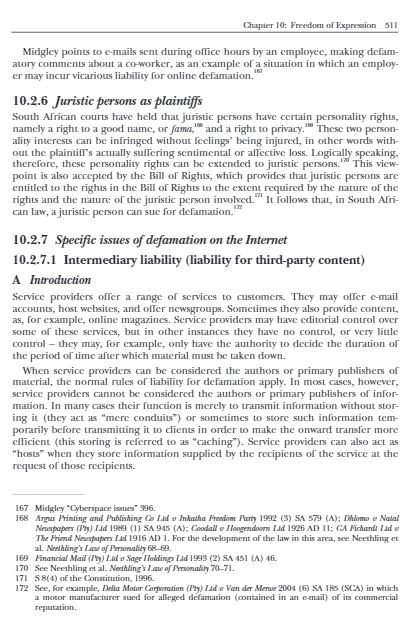 Chapter 10: Freedom of Expression 511
Midgley points to e-mails sent during office hours by an employee, making defam-
atory comments about a co-worker, as an example of a situation in which an employ-
er may incur vicarious liability for online defamation.167
10.2.6 Juristic persons as plaintiffs
South African courts have held that juristic persons have certain personality rights,
namely a right to a good name, or fama,168 and a right to privacy.169 These two person-
ality interests can be infringed without feelings' being injured, in other words with-
out the plaintiff's actually suffering sentimental or affective loss. Logically speaking,
therefore, these personality rights can be extended to juristic persons.170 This view-
point is also accepted by the Bill of Rights, which provides that juristic persons are
entitled to the rights in the Bill of Rights to the extent required by the nature of the
rights and the nature of the juristic person involved.171 It follows that, in South Afri-
can law, a juristic person can sue for defamation.172
10.2.7 Specific issues of defamation on the Internet
10.2.7.1 Intermediary liability (liability for third-party content)
A Introduction
Service providers offer a range of services to customers. They may offer e-mail
accounts, host websites, and offer newsgroups. Sometimes they also provide content,
as, for example, online magazines. Service providers may have editorial control over
some of these services, but in other instances they have no control, or very little
control – they may, for example, only have the authority to decide the duration of
the period of time after which material must be taken down.
When service providers can be considered the authors or primary publishers of
material, the normal rules of liability for defamation apply. In most cases, however,
service providers cannot be considered the authors or primary publishers of infor-
mation. In many cases their function is merely to transmit information without stor-
ing it (they act as "mere conduits") or sometimes to store such information tem-
porarily before transmitting it to clients in order to make the onward transfer more
efficient (this storing is referred to as "caching"). Service providers can also act as
"hosts" when they store information supplied by the recipients of the service at the
request of those recipients.
167 Midgley "Cyberspace issues" 396.
168 Argus Printing and Publishing Co Ltd v Inkatha Freedom Party 1992 (3) SA 579 (A); Dhlomo v Natal
Newspapers (Pty) Ltd 1989 (1) SA 945 (A); Goodall v Hoogendoorn Ltd 1926 AD 11; GA Fichardt Ltd v
The Friend Newspapers Ltd 1916 AD 1. For the development of the law in this area, see Neethling et
al. Neethling's Law of Personality 68–69.
169 Financial Mail (Pty) Ltd v Sage Holdings Ltd 1993 (2) SA 451 (A) 46.
170 See Neethling et al. Neethling's Law of Personality 70–71.
171 S 8(4) of the Constitution, 1996.
172 See, for example, Delta Motor Corporation (Pty) Ltd v Van der Merwe 2004 (6) SA 185 (SCA) in which
a motor manufacturer sued for alleged defamation (contained in an e-mail) of its commercial
reputation.